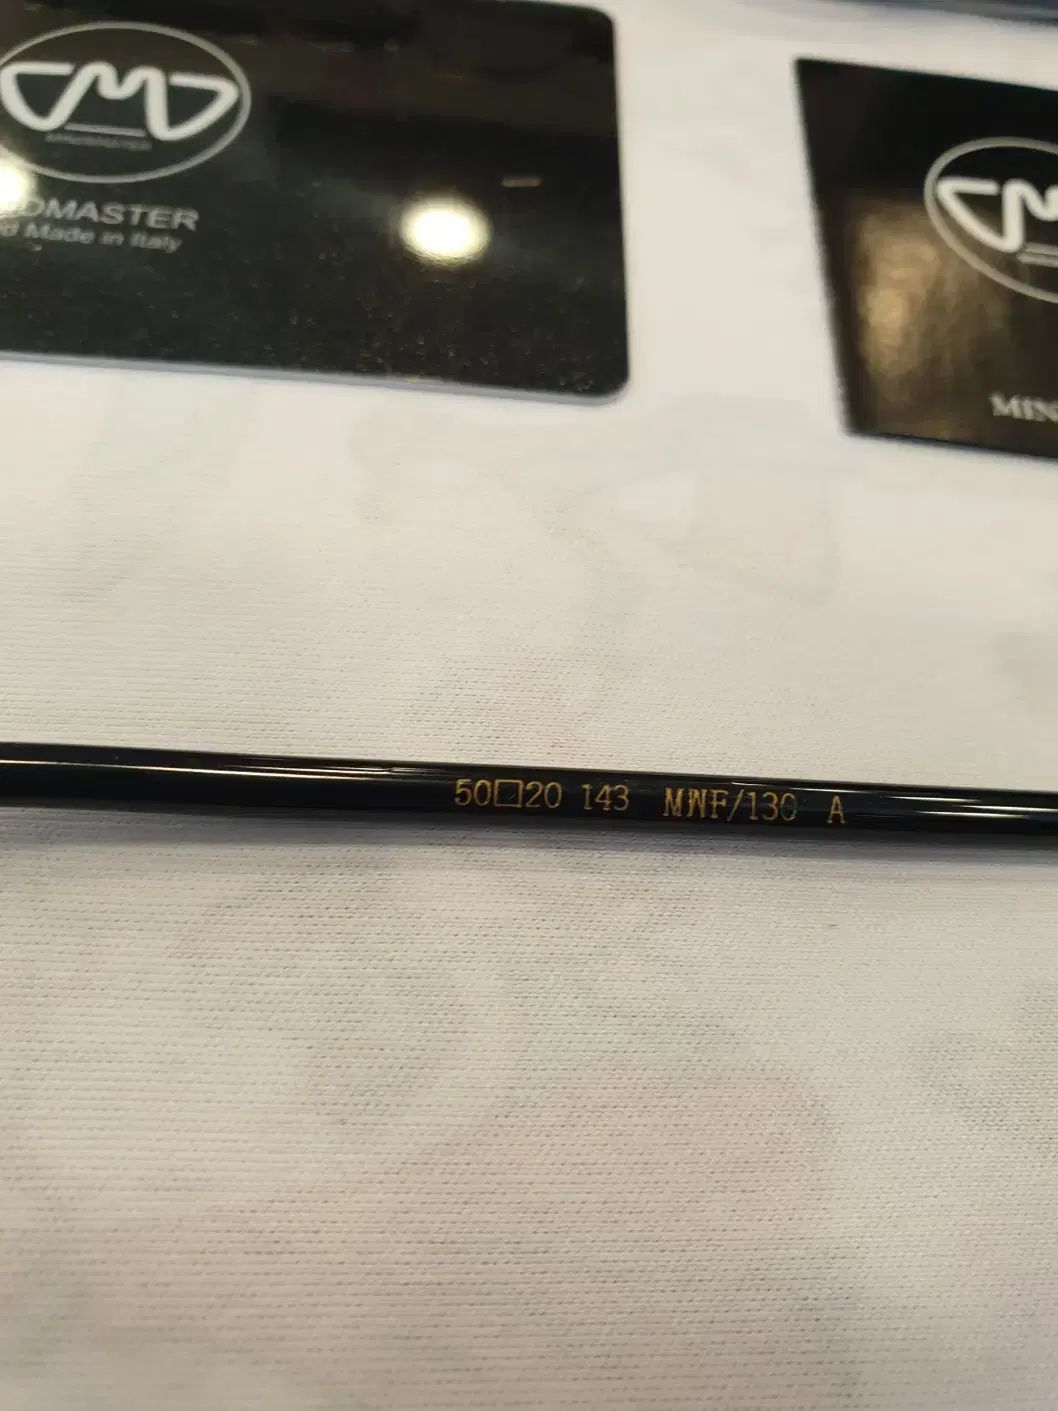 DMASTER
d Made in Italy
MIN
50□20 143 MWF/130 A